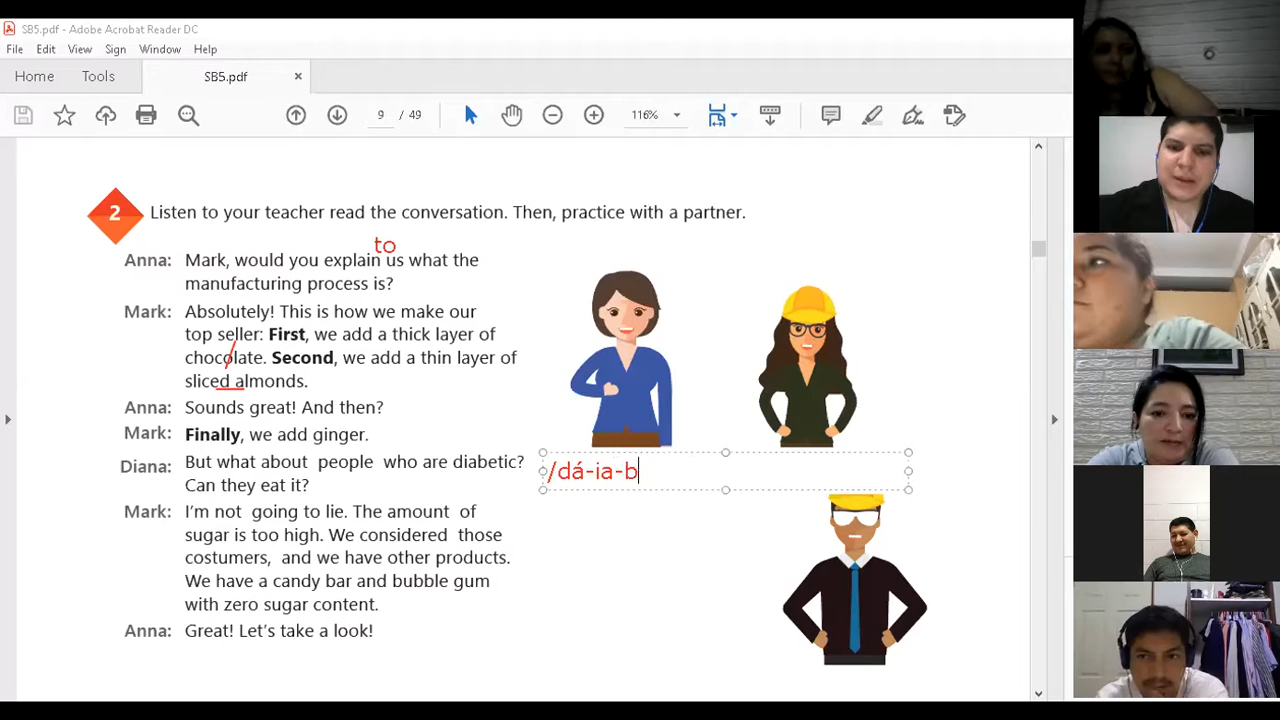 SB5.pdf - Adobe Acrobat Reader DC
File Edit View Sign Window Help
Home Tools SB5.pdf ×
9 / 49 116%
2 Listen to your teacher read the conversation. Then, practice with a partner.
to
Anna: Mark, would you explain us what the
manufacturing process is?
Mark: Absolutely! This is how we make our
top seller: First, we add a thick layer of
chocolate. Second, we add a thin layer of
sliced almonds.
Anna: Sounds great! And then?
Mark: Finally, we add ginger.
Diana: But what about people who are diabetic?
Can they eat it?
/dá-ia-b
Mark: I'm not going to lie. The amount of
sugar is too high. We considered those
costumers, and we have other products.
We have a candy bar and bubble gum
with zero sugar content.
Anna: Great! Let's take a look!